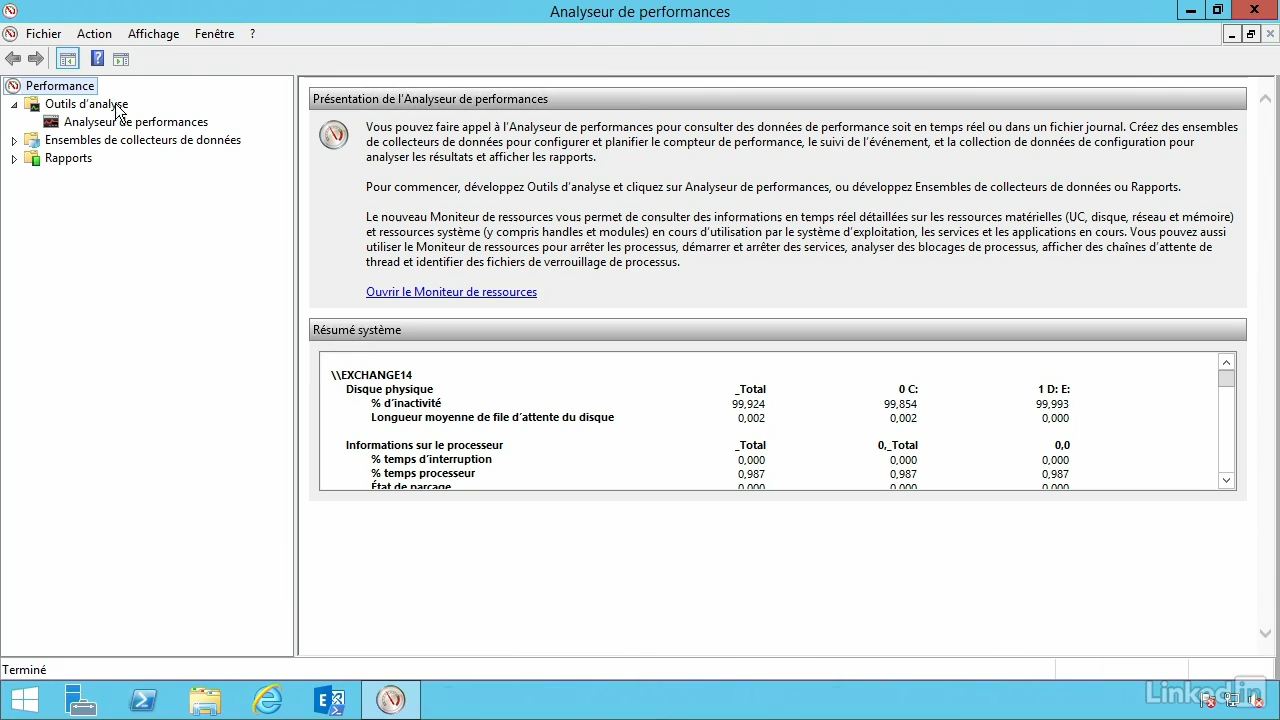 Analyseur de performances
Fichier Action Affichage Fenêtre ?
Performance
Outils d'analyse
Analyseur de performances
Ensembles de collecteurs de données
Rapports
Présentation de l'Analyseur de performances
Vous pouvez faire appel à l'Analyseur de performances pour consulter des données de performance soit en temps réel ou dans un fichier journal. Créez des ensembles
de collecteurs de données pour configurer et planifier le compteur de performance, le suivi de l'événement, et la collection de données de configuration pour
analyser les résultats et afficher les rapports.
Pour commencer, développez Outils d'analyse et cliquez sur Analyseur de performances, ou développez Ensembles de collecteurs de données ou Rapports.
Le nouveau Moniteur de ressources vous permet de consulter des informations en temps réel détaillées sur les ressources matérielles (UC, disque, réseau et mémoire)
et ressources système (y compris handles et modules) en cours d'utilisation par le système d'exploitation, les services et les applications en cours. Vous pouvez aussi
utiliser le Moniteur de ressources pour arrêter les processus, démarrer et arrêter des services, analyser des blocages de processus, afficher des chaînes d'attente de
thread et identifier des fichiers de verrouillage de processus.
Ouvrir le Moniteur de ressources
Résumé système
\\EXCHANGE14
Disque physique _Total 0 C: 1 D: E:
% d'inactivité 99,924 99,854 99,993
Longueur moyenne de file d'attente du disque 0,002 0,002 0,000
Informations sur le processeur _Total 0,_Total 0,0
% temps d'interruption 0,000 0,000 0,000
% temps processeur 0,987 0,987 0,987
État de parcage 0,000 0,000 0,000
Terminé
Linked in